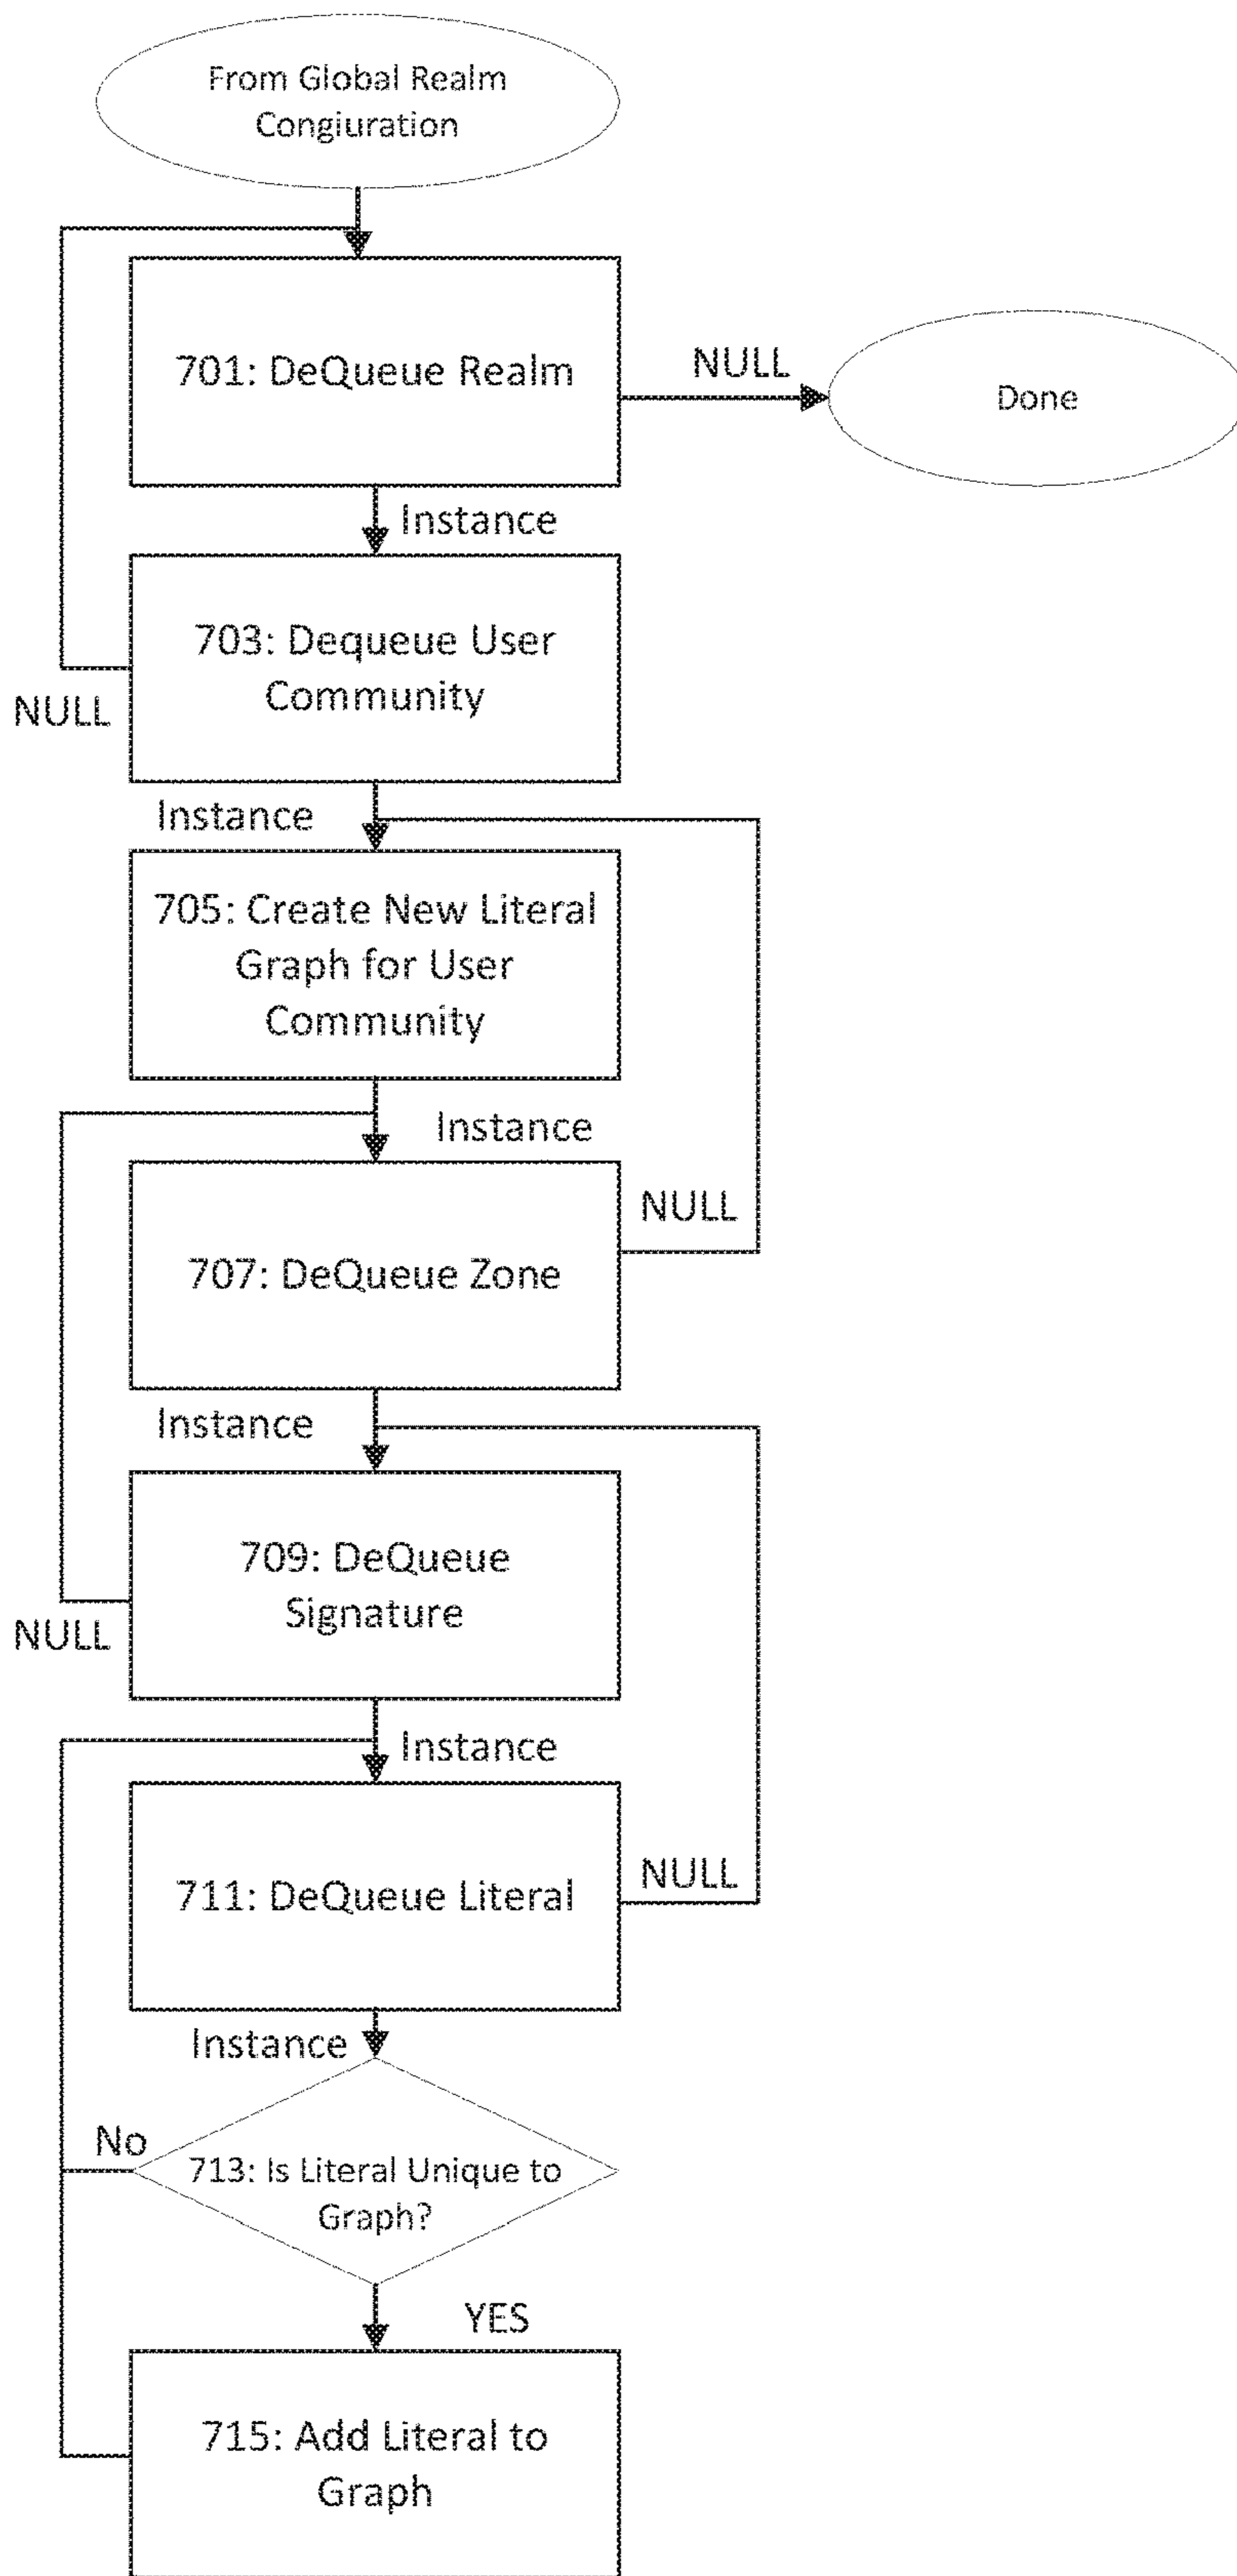 From Global Realm
Congiuration
701: DeQueue Realm
NULL
Done
Instance
703: Dequeue User
Community
NULL
Instance
705: Create New Literal
Graph for User
Community
Instance
NULL
707: DeQueue Zone
Instance
709: DeQueue
Signature
NULL
Instance
711: DeQueue Literal
NULL
Instance
No
713: Is Literal Unique to
Graph?
YES
715: Add Literal to
Graph